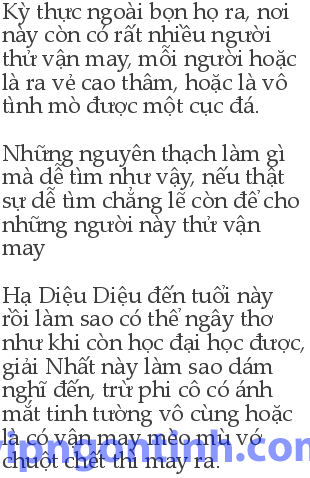 Kỳ thực ngoài bọn họ ra, nơi
này còn có rất nhiều người
thử vận may, mỗi người hoặc
là ra vẻ cao thâm, hoặc là vô
tình mò được một cục đá.
Những nguyên thạch làm gì
mà dễ tìm như vậy, nếu thật
sự dễ tìm chẳng lẽ còn để cho
những người này thử vận
may
Hạ Diệu Diệu đến tuổi này
rồi làm sao có thể ngây thơ
như khi còn học đại học được,
giải Nhất này làm sao dám
nghĩ đến, trừ phi cô có ánh
mắt tinh tường vô cùng hoặc
là có vận may mèo mù vớ
chuột chết thì may ra.
vipngontinh.com